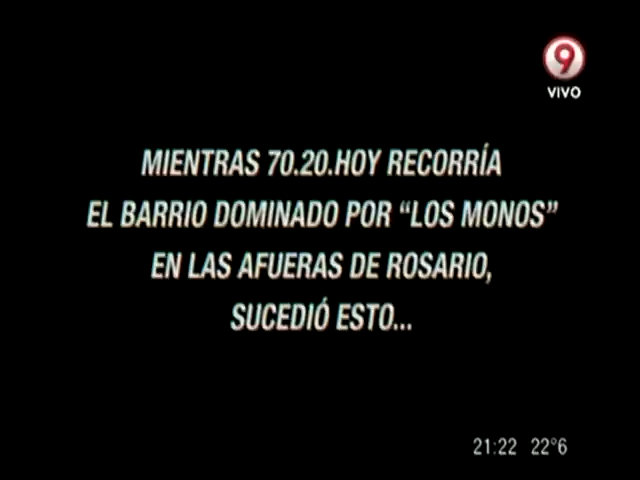 9
VIVO
MIENTRAS 70.20.HOY RECORRÍA
EL BARRIO DOMINADO POR “LOS MONOS”
EN LAS AFUERAS DE ROSARIO,
SUCEDIÓ ESTO...
21:22 22°6